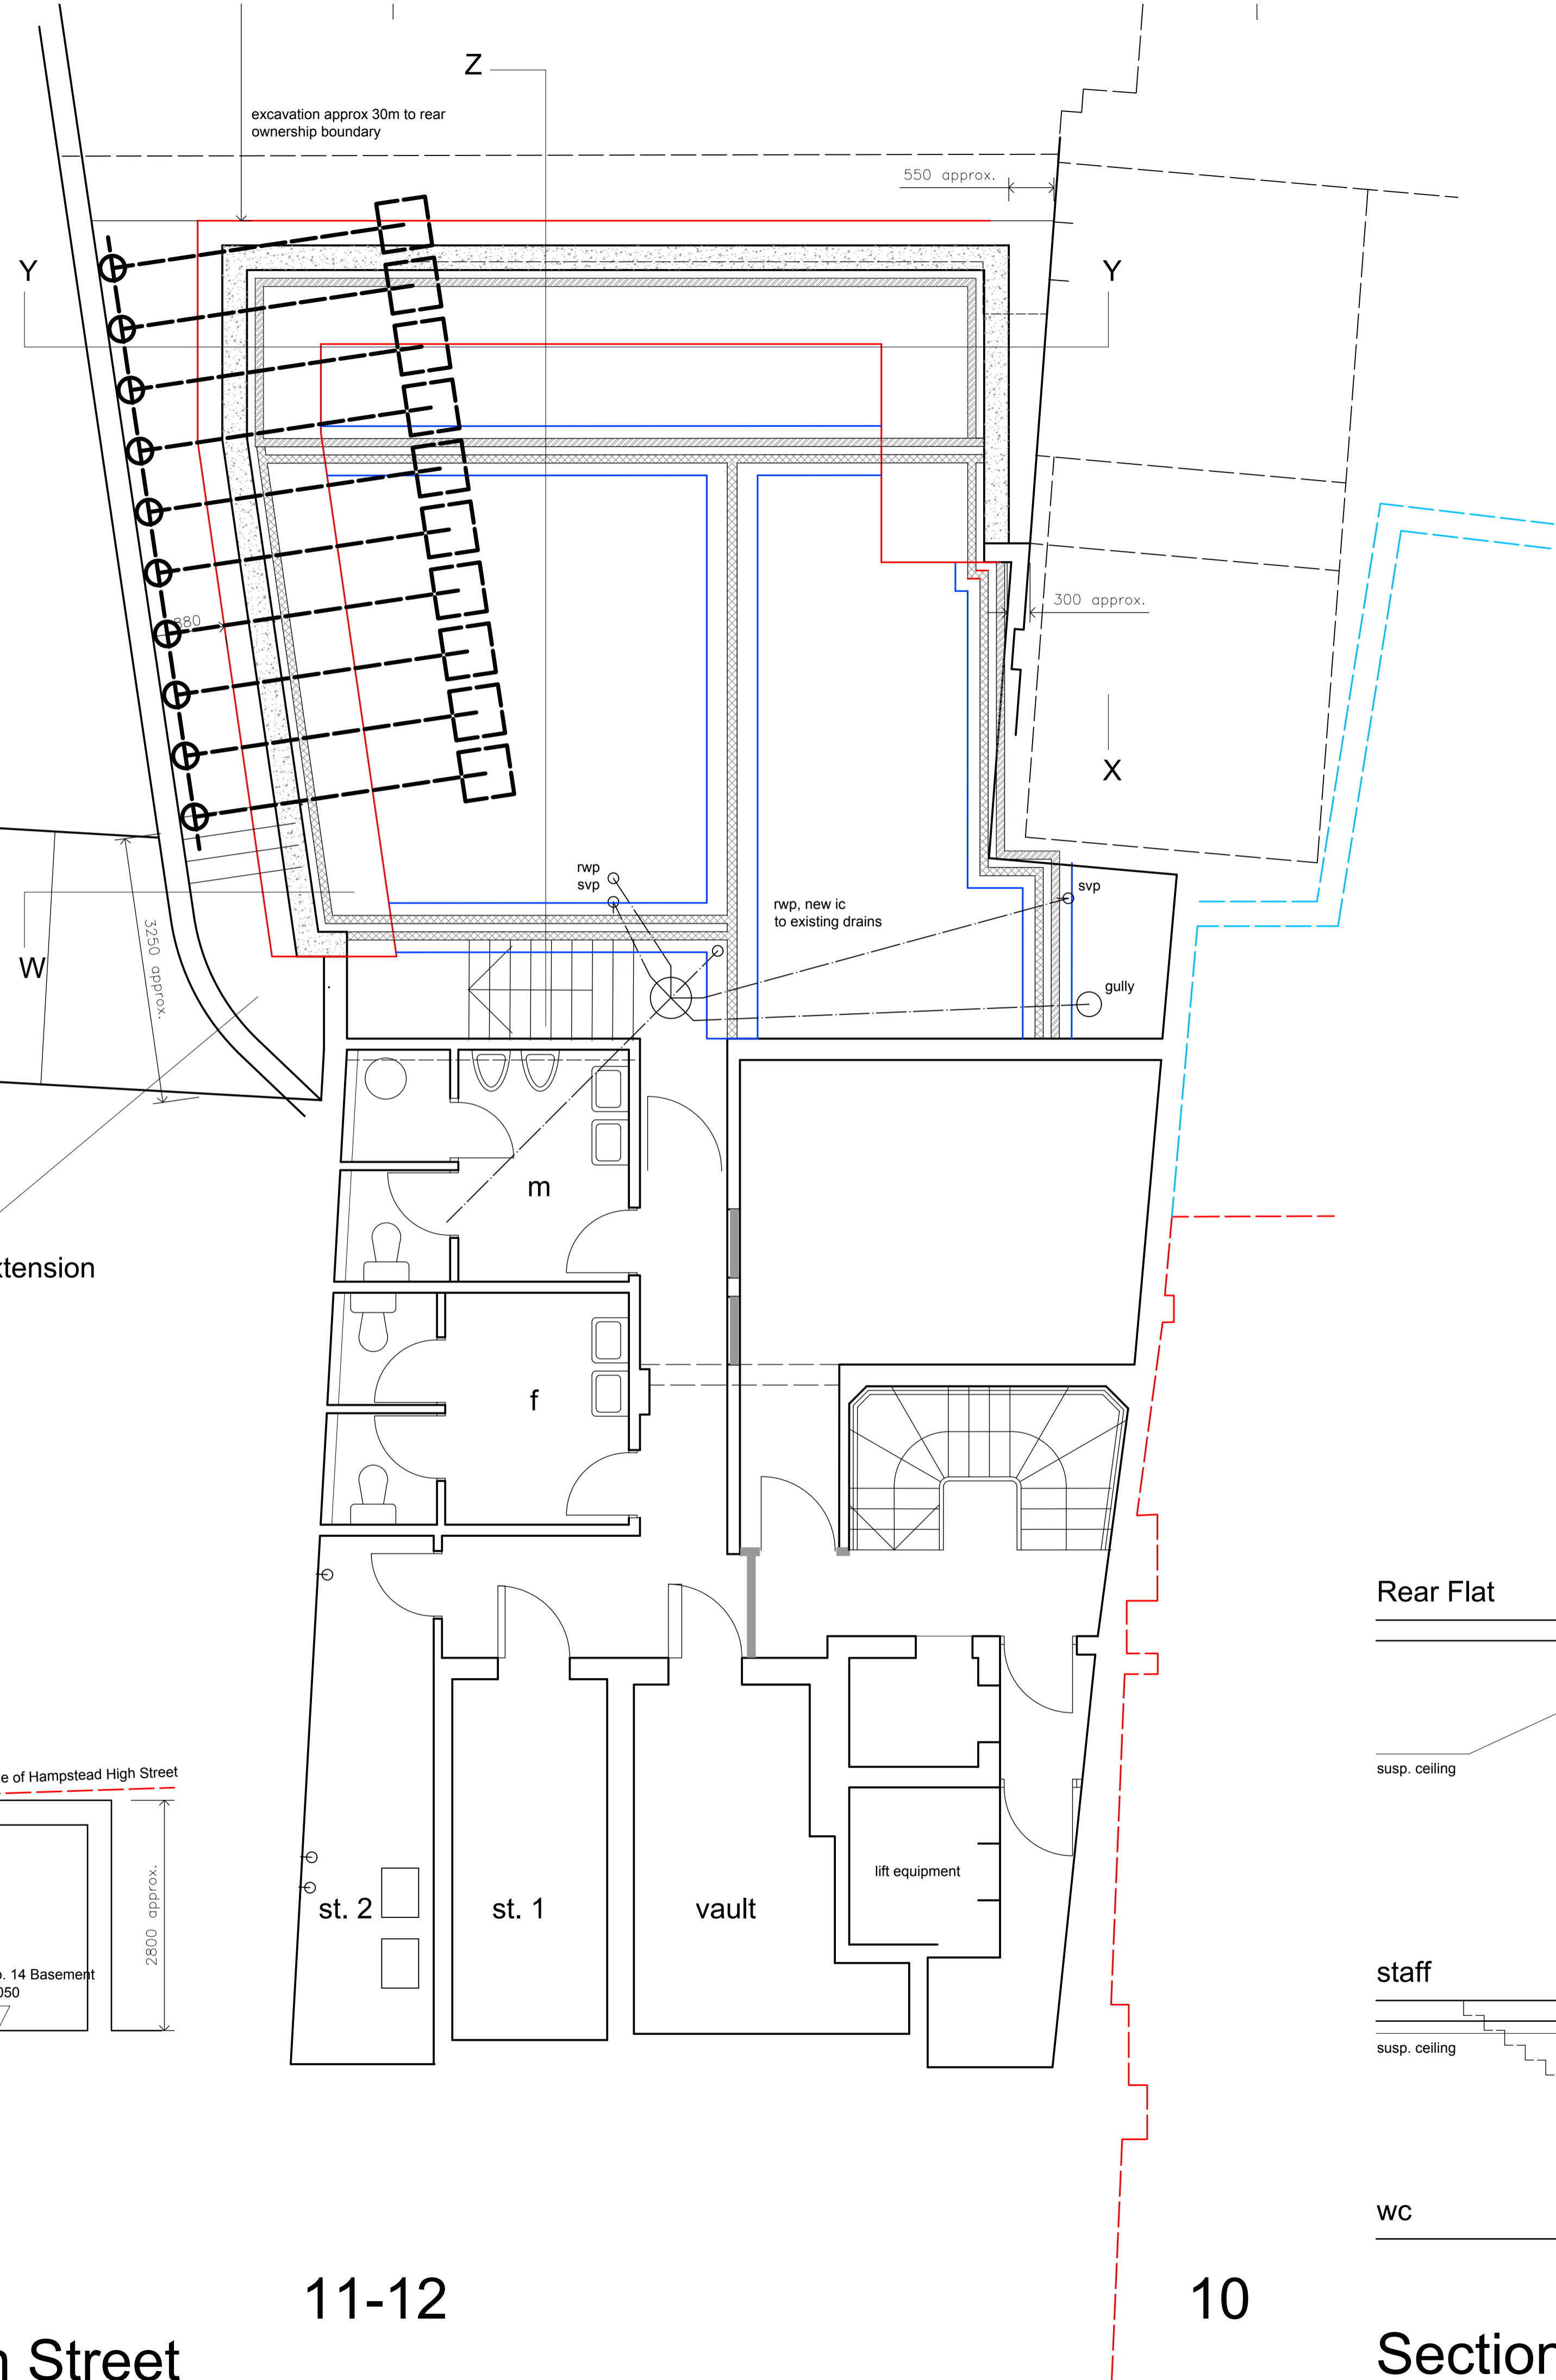 Z
excavation approx 30m to rear
ownership boundary
550 approx.
Y
Y
300 approx.
880
X
rwp
svp
svp
rwp, new ic
to existing drains
W
3250 approx.
gully
m
xtension
f
Rear Flat
susp. ceiling
e of Hampstead High Street
2800 approx.
lift equipment
st. 2
st. 1
vault
o. 14 Basement
050
staff
susp. ceiling
wc
11-12
10
n Street
Section